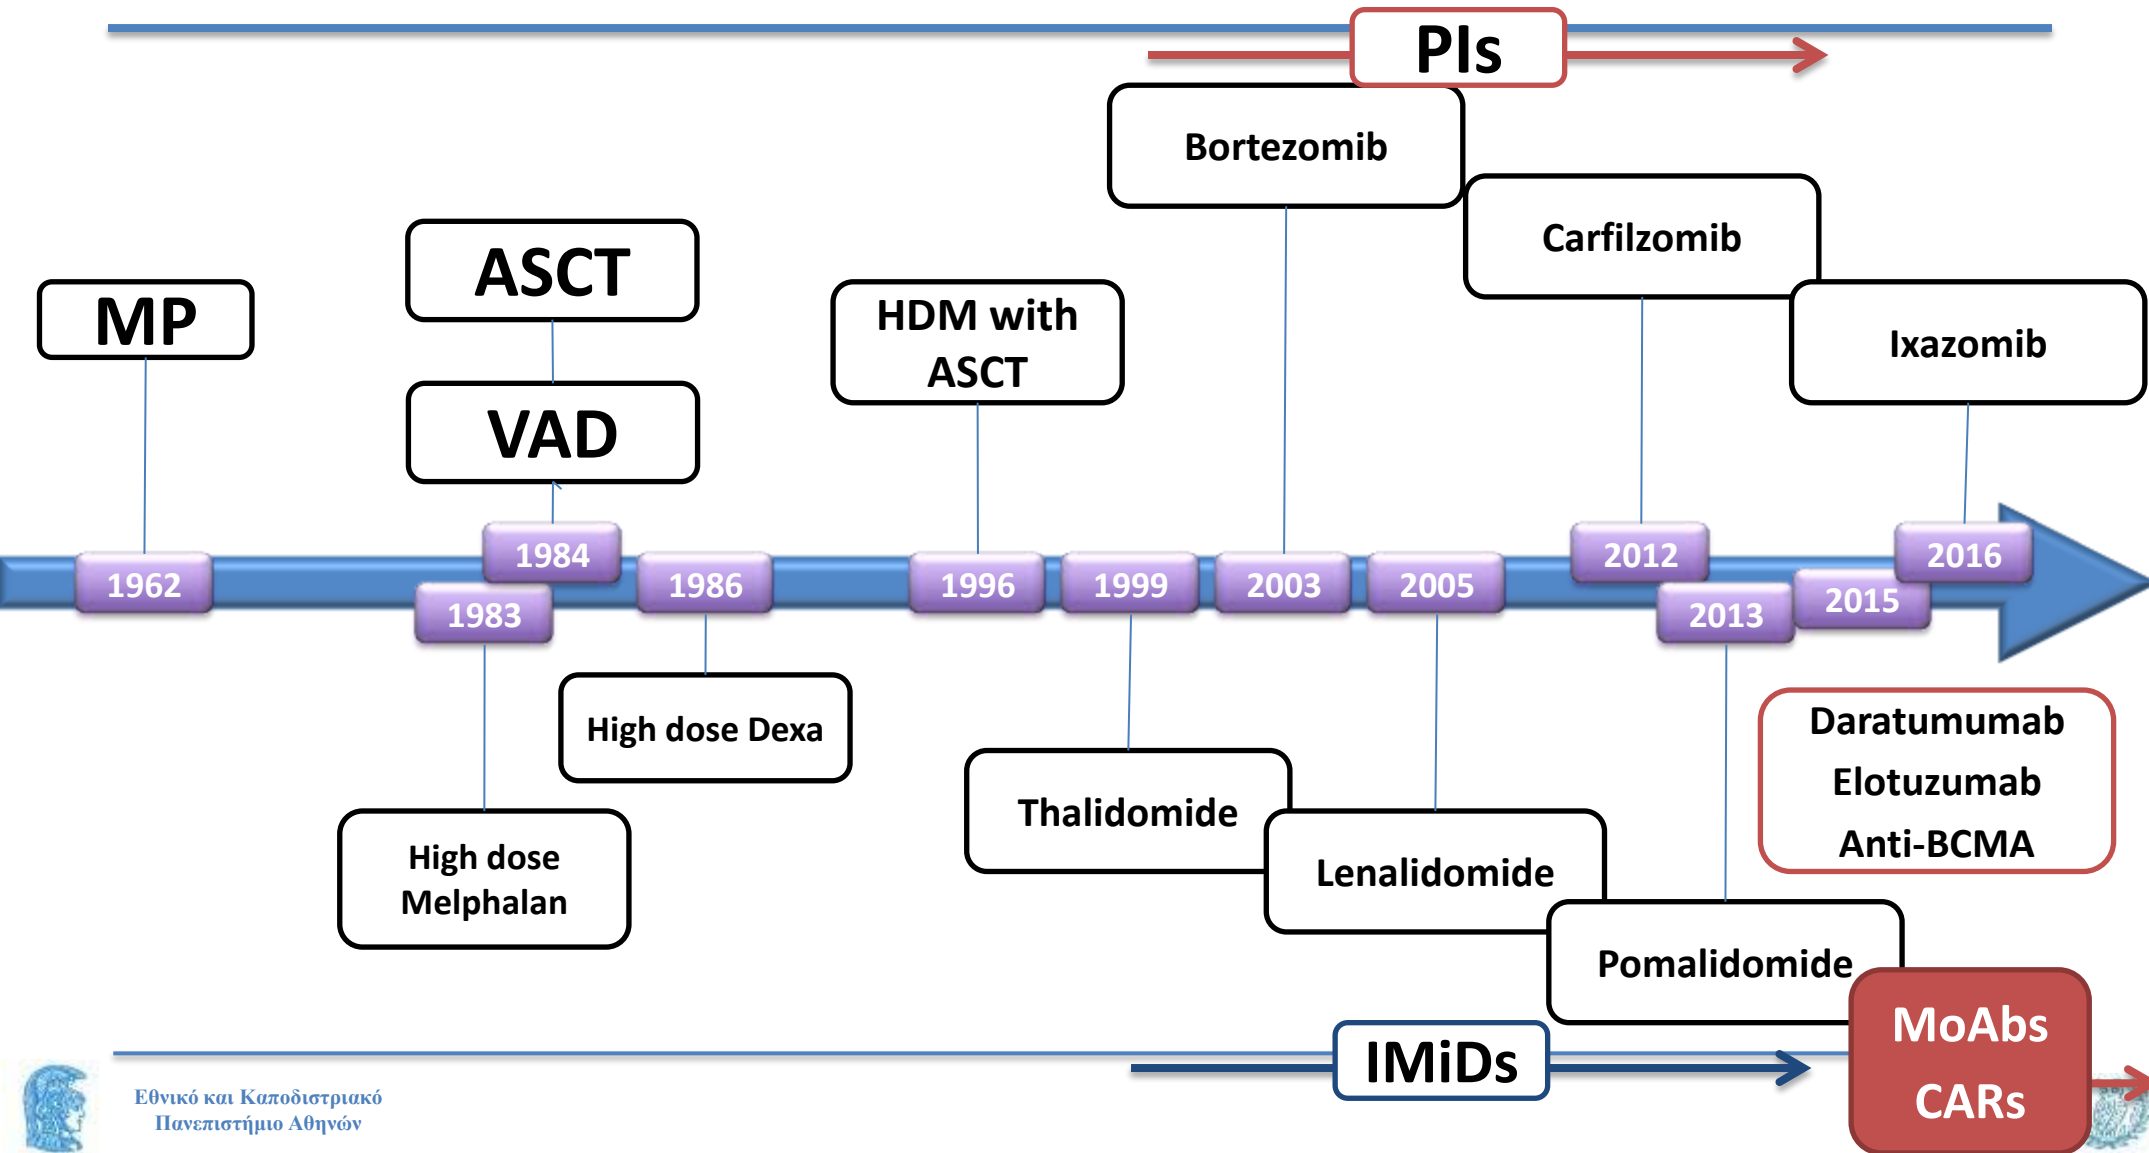 PIs
Bortezomib
Carfilzomib
Ixazomib
ASCT
MP
VAD
HDM with
ASCT
1962
1983
1984
1986
1996
1999
2003
2005
2012
2013
2015
2016
High dose Dexa
High dose
Melphalan
Thalidomide
Lenalidomide
Pomalidomide
Daratumumab
Elotuzumab
Anti-BCMA
MoAbs
CARs
IMiDs
Εθνικό και Καποδιστριακό
Πανεπιστήμιο Αθηνών